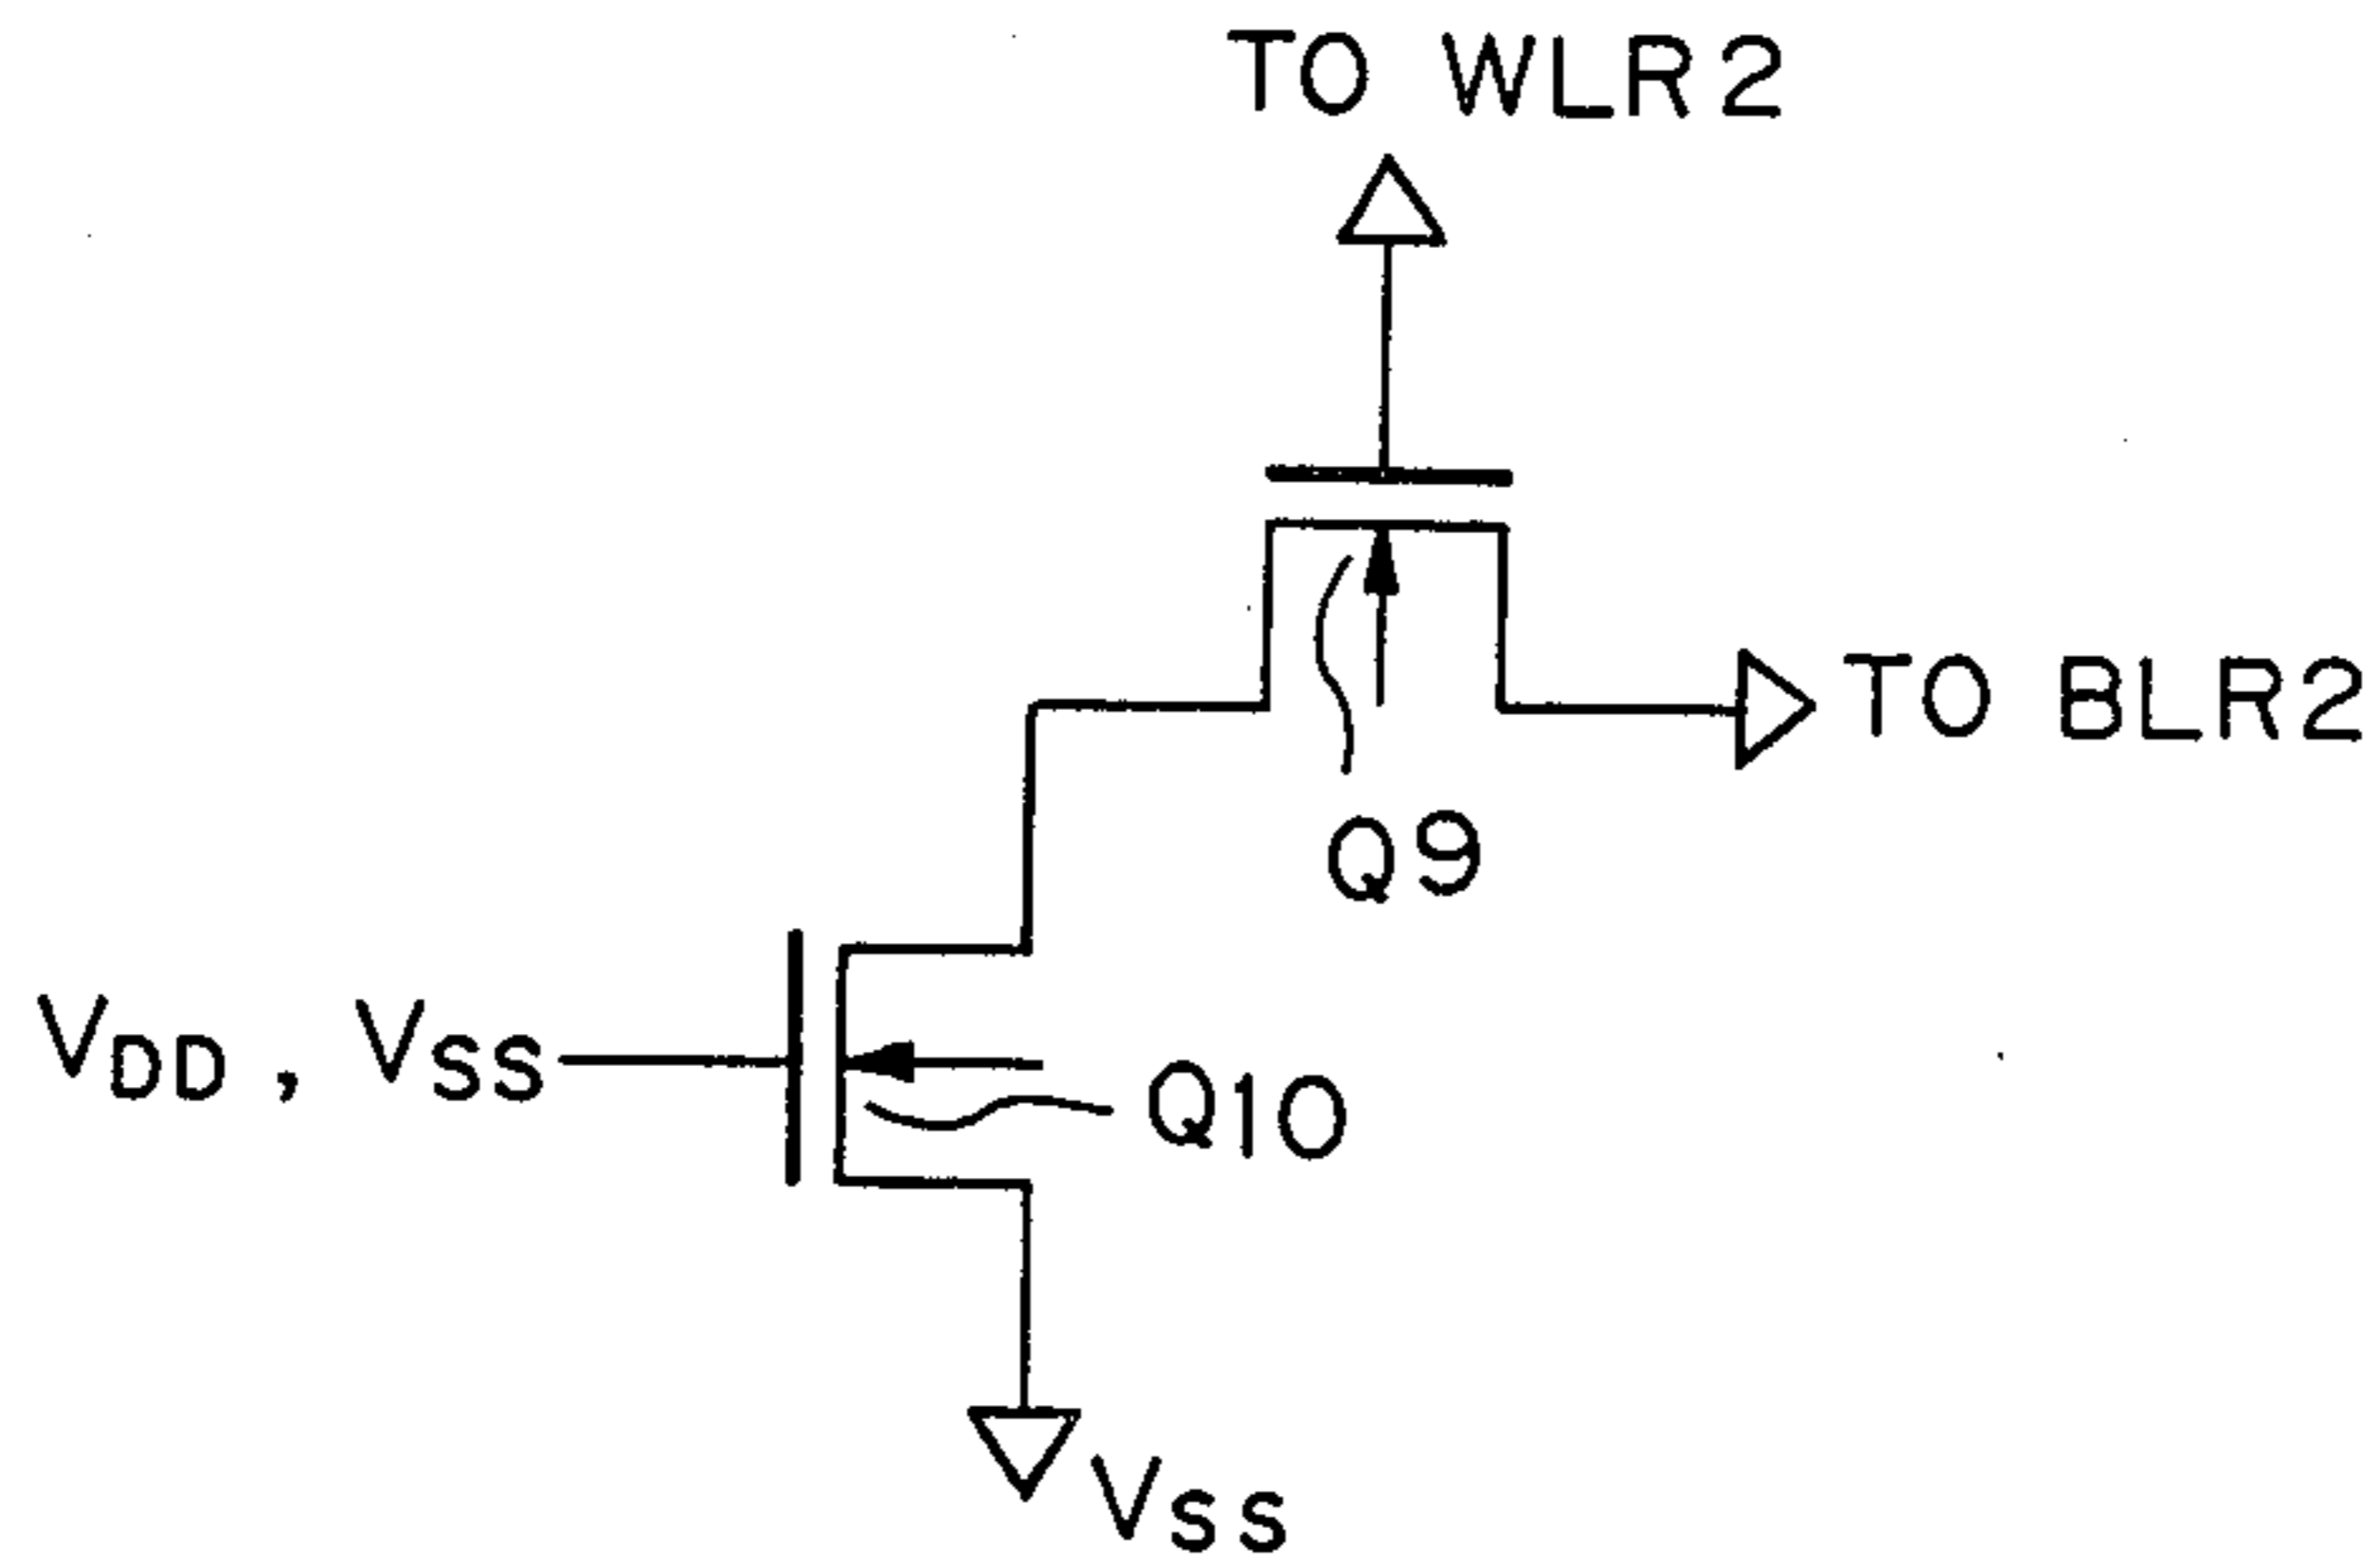 TO WLR2
TO BLR2
Q9
VDD, VSS
Q10
VSS